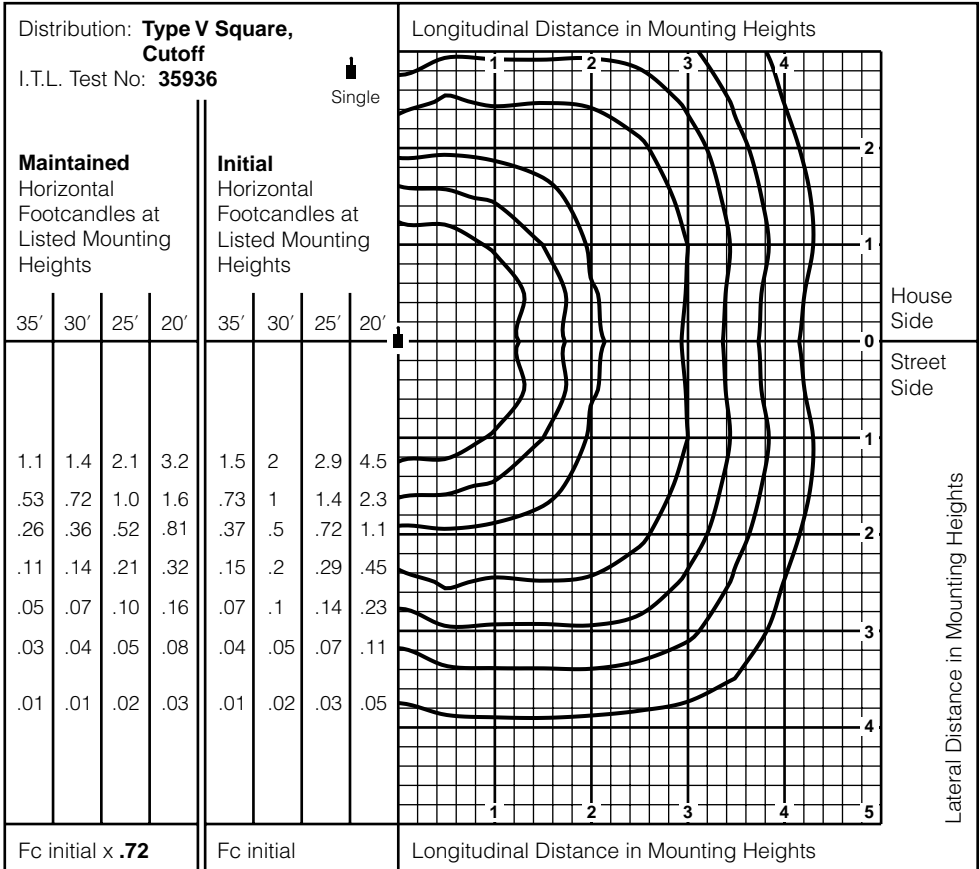 Distribution: Type V Square,
Cutoff
I.T.L. Test No: 35936
Single
Maintained
Horizontal
Footcandles at
Listed Mounting
Heights
Initial
Horizontal
Footcandles at
Listed Mounting
Heights
35′ 30′ 25′ 20′ 35′ 30′ 25′ 20′
1.1 1.4 2.1 3.2 1.5 2 2.9 4.5
.53 .72 1.0 1.6 .73 1 1.4 2.3
.26 .36 .52 .81 .37 .5 .72 1.1
.11 .14 .21 .32 .15 .2 .29 .45
.05 .07 .10 .16 .07 .1 .14 .23
.03 .04 .05 .08 .04 .05 .07 .11
.01 .01 .02 .03 .01 .02 .03 .05
Fc initial x .72
Fc initial
Longitudinal Distance in Mounting Heights
1 2 3 4
2
1
0
1
2
3
4
1 2 3 4 5
House
Side
Street
Side
Lateral Distance in Mounting Heights
Longitudinal Distance in Mounting Heights